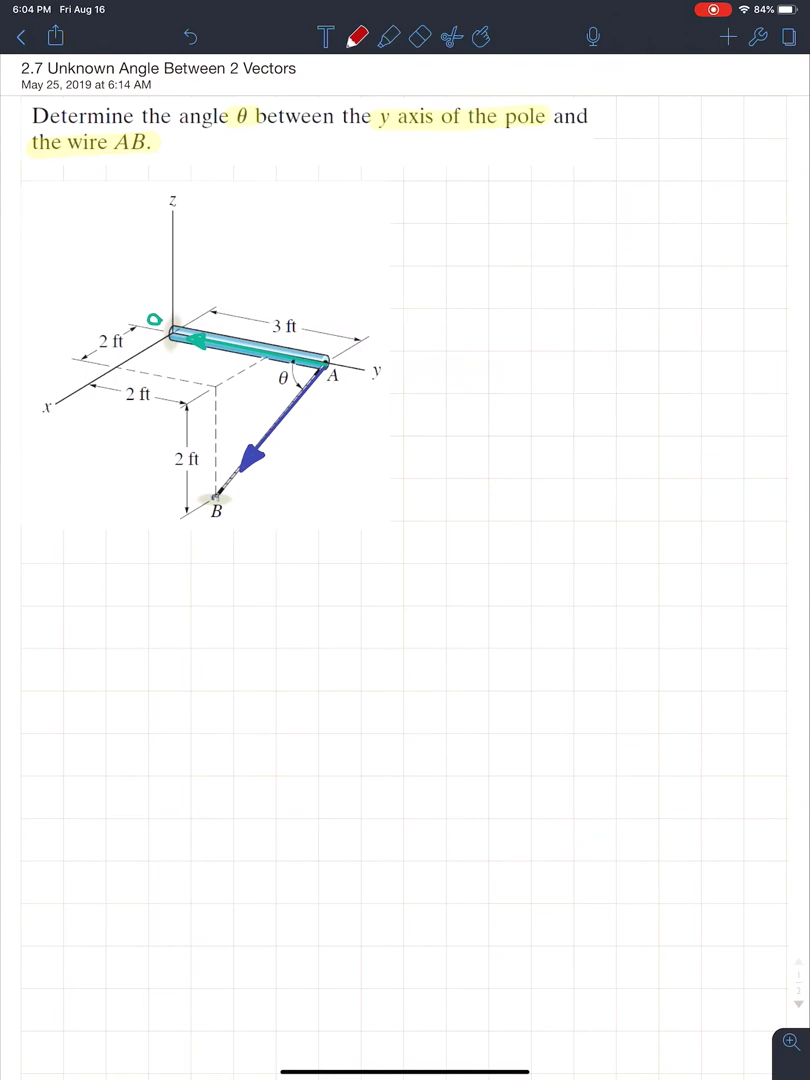 6:04 PM Fri Aug 16
84%
T
2.7 Unknown Angle Between 2 Vectors
May 25, 2019 at 6:14 AM
Determine the angle θ between the y axis of the pole and
the wire AB.
z
O
3 ft
2 ft
θ
A
y
2 ft
x
2 ft
B
1
2